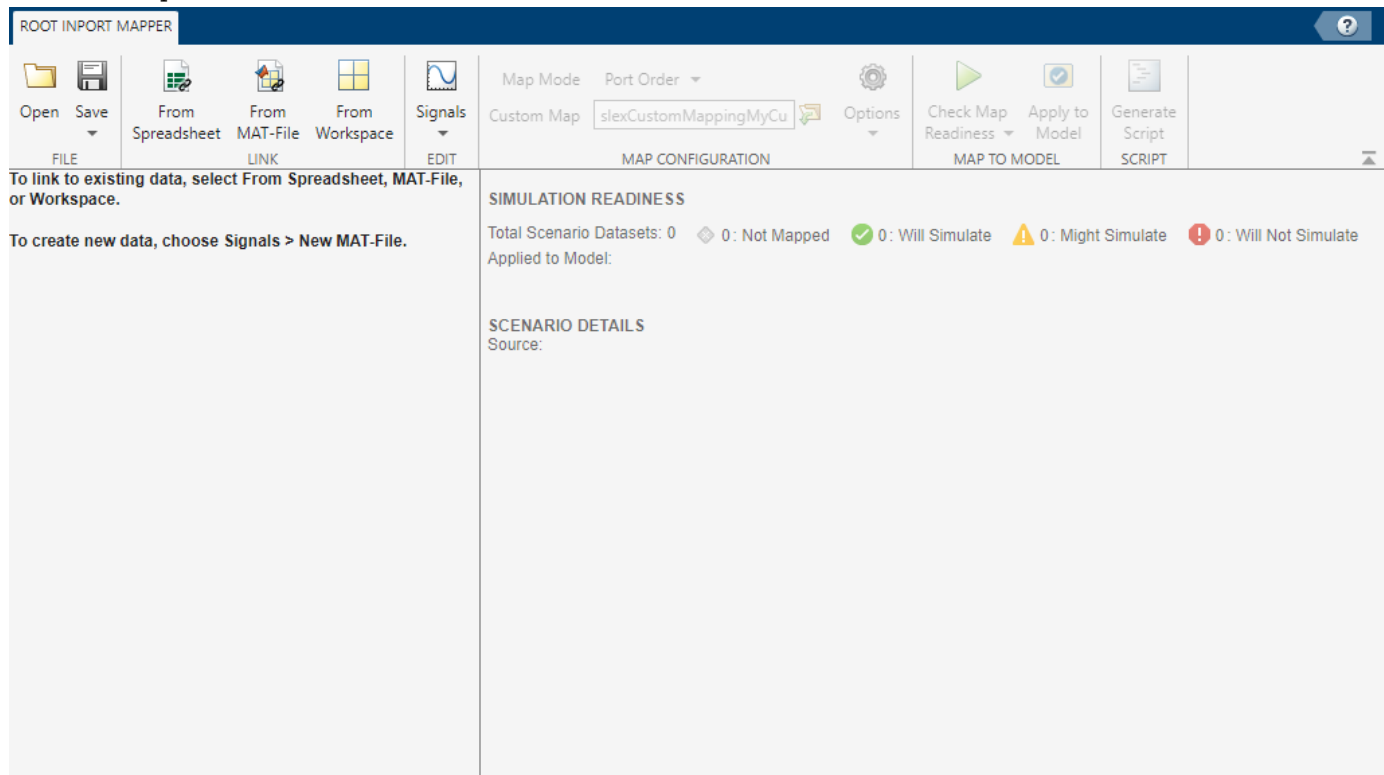 ROOT INPORT MAPPER
?
Open Save From From From Signals Map Mode Port Order Options Check Map Apply to Generate
Spreadsheet MAT-File Workspace Custom Map slexCustomMappingMyCu Readiness Model Script
FILE LINK EDIT MAP CONFIGURATION MAP TO MODEL SCRIPT
To link to existing data, select From Spreadsheet, MAT-File,
or Workspace.
To create new data, choose Signals > New MAT-File.
SIMULATION READINESS
Total Scenario Datasets: 0 0 : Not Mapped 0 : Will Simulate 0 : Might Simulate 0 : Will Not Simulate
Applied to Model:
SCENARIO DETAILS
Source: